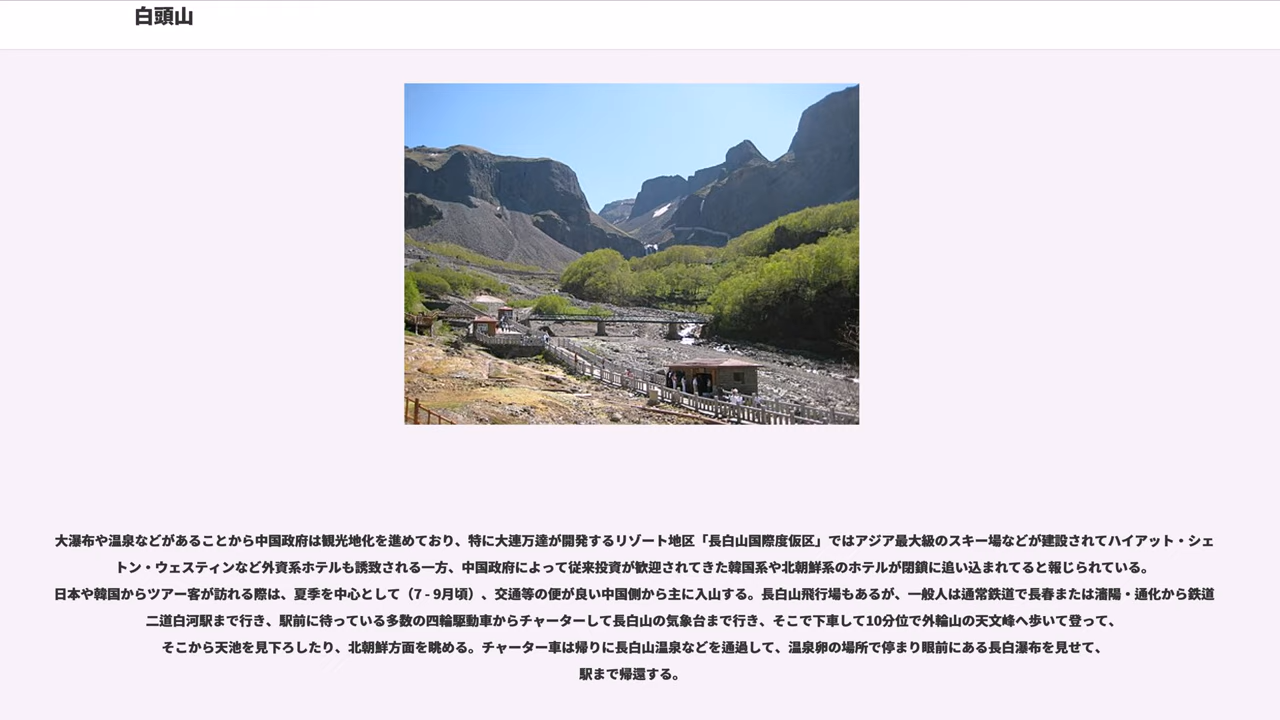 白頭山
大瀑布や温泉などがあることから中国政府は観光地化を進めており、特に大連万達が開発するリゾート地区「長白山国際度仮区」ではアジア最大級のスキー場などが建設されてハイアット・シェ
トン・ウェスティンなど外資系ホテルも誘致される一方、中国政府によって従来投資が歓迎されてきた韓国系や北朝鮮系のホテルが閉鎖に追い込まれてると報じられている。
日本や韓国からツアー客が訪れる際は、夏季を中心として（7 - 9月頃）、交通等の便が良い中国側から主に入山する。長白山飛行場もあるが、一般人は通常鉄道で長春または瀋陽・通化から鉄道
二道白河駅まで行き、駅前に待っている多数の四輪駆動車からチャーターして長白山の気象台まで行き、そこで下車して10分位で外輪山の天文峰へ歩いて登って、
そこから天池を見下ろしたり、北朝鮮方面を眺める。チャーター車は帰りに長白山温泉などを通過して、温泉卵の場所で停まり眼前にある長白瀑布を見せて、
駅まで帰還する。